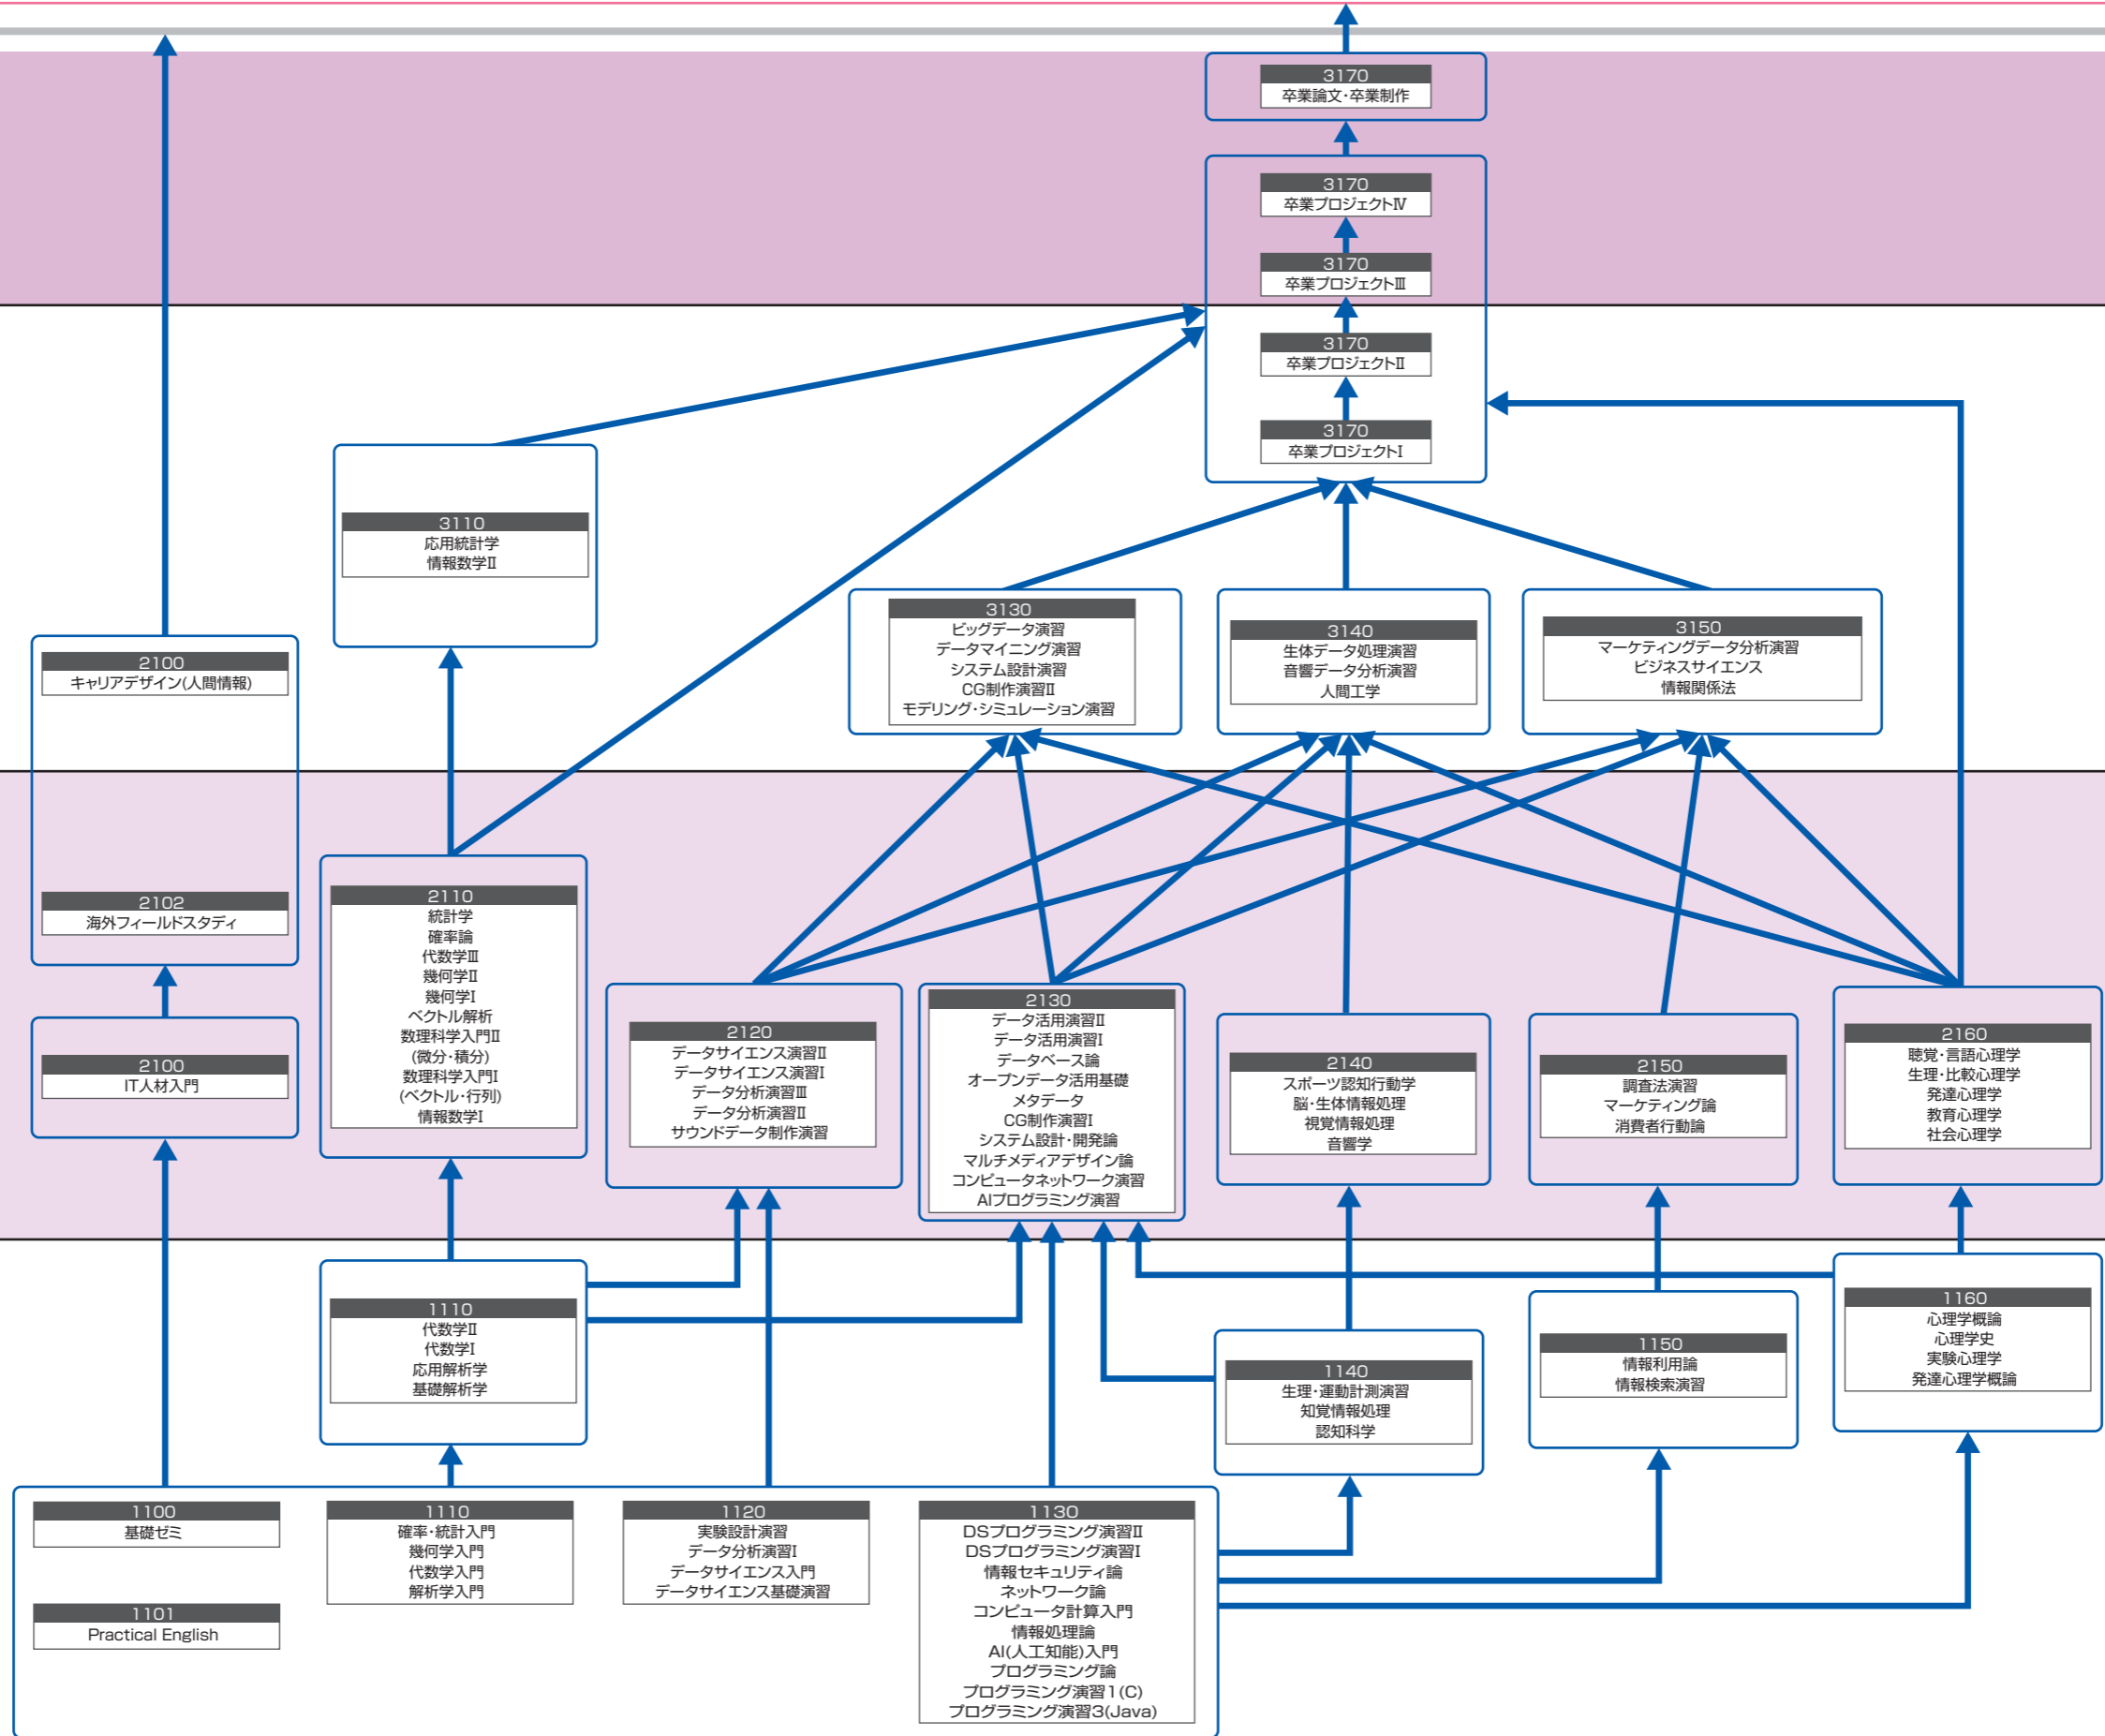 3170
卒業論文・卒業制作
3170
卒業プロジェクトⅣ
3170
卒業プロジェクトⅢ
3170
卒業プロジェクトⅡ
3170
卒業プロジェクトⅠ
3110
応用統計学
情報数学Ⅱ
3130
ビッグデータ演習
データマイニング演習
システム設計演習
CG制作演習Ⅱ
モデリング・シミュレーション演習
3140
生体データ処理演習
音響データ分析演習
人間工学
3150
マーケティングデータ分析演習
ビジネスサイエンス
情報関係法
2100
キャリアデザイン(人間情報)
2102
海外フィールドスタディ
2100
IT人材入門
2110
統計学
確率論
代数学Ⅲ
幾何学Ⅱ
幾何学Ⅰ
ベクトル解析
数理科学入門Ⅱ
(微分・積分)
数理科学入門Ⅰ
(ベクトル・行列)
情報数学Ⅰ
2120
データサイエンス演習Ⅱ
データサイエンス演習Ⅰ
データ分析演習Ⅲ
データ分析演習Ⅱ
サウンドデータ制作演習
2130
データ活用演習Ⅱ
データ活用演習Ⅰ
データベース論
オープンデータ活用基礎
メタデータ
CG制作演習Ⅰ
システム設計・開発論
マルチメディアデザイン論
コンピュータネットワーク演習
AIプログラミング演習
2140
スポーツ認知行動学
脳・生体情報処理
視覚情報処理
音響学
2150
調査法演習
マーケティング論
消費者行動論
2160
聴覚・言語心理学
生理・比較心理学
発達心理学
教育心理学
社会心理学
1110
代数学Ⅱ
代数学Ⅰ
応用解析学
基礎解析学
1140
生理・運動計測演習
知覚情報処理
認知科学
1150
情報利用論
情報検索演習
1160
心理学概論
心理学史
実験心理学
発達心理学概論
1100
基礎ゼミ
1101
Practical English
1110
確率・統計入門
幾何学入門
代数学入門
解析学入門
1120
実験設計演習
データ分析演習Ⅰ
データサイエンス入門
データサイエンス基礎演習
1130
DSプログラミング演習Ⅱ
DSプログラミング演習Ⅰ
情報セキュリティ論
ネットワーク論
コンピュータ計算入門
情報処理論
AI(人工知能)入門
プログラミング論
プログラミング演習1(C)
プログラミング演習3(Java)